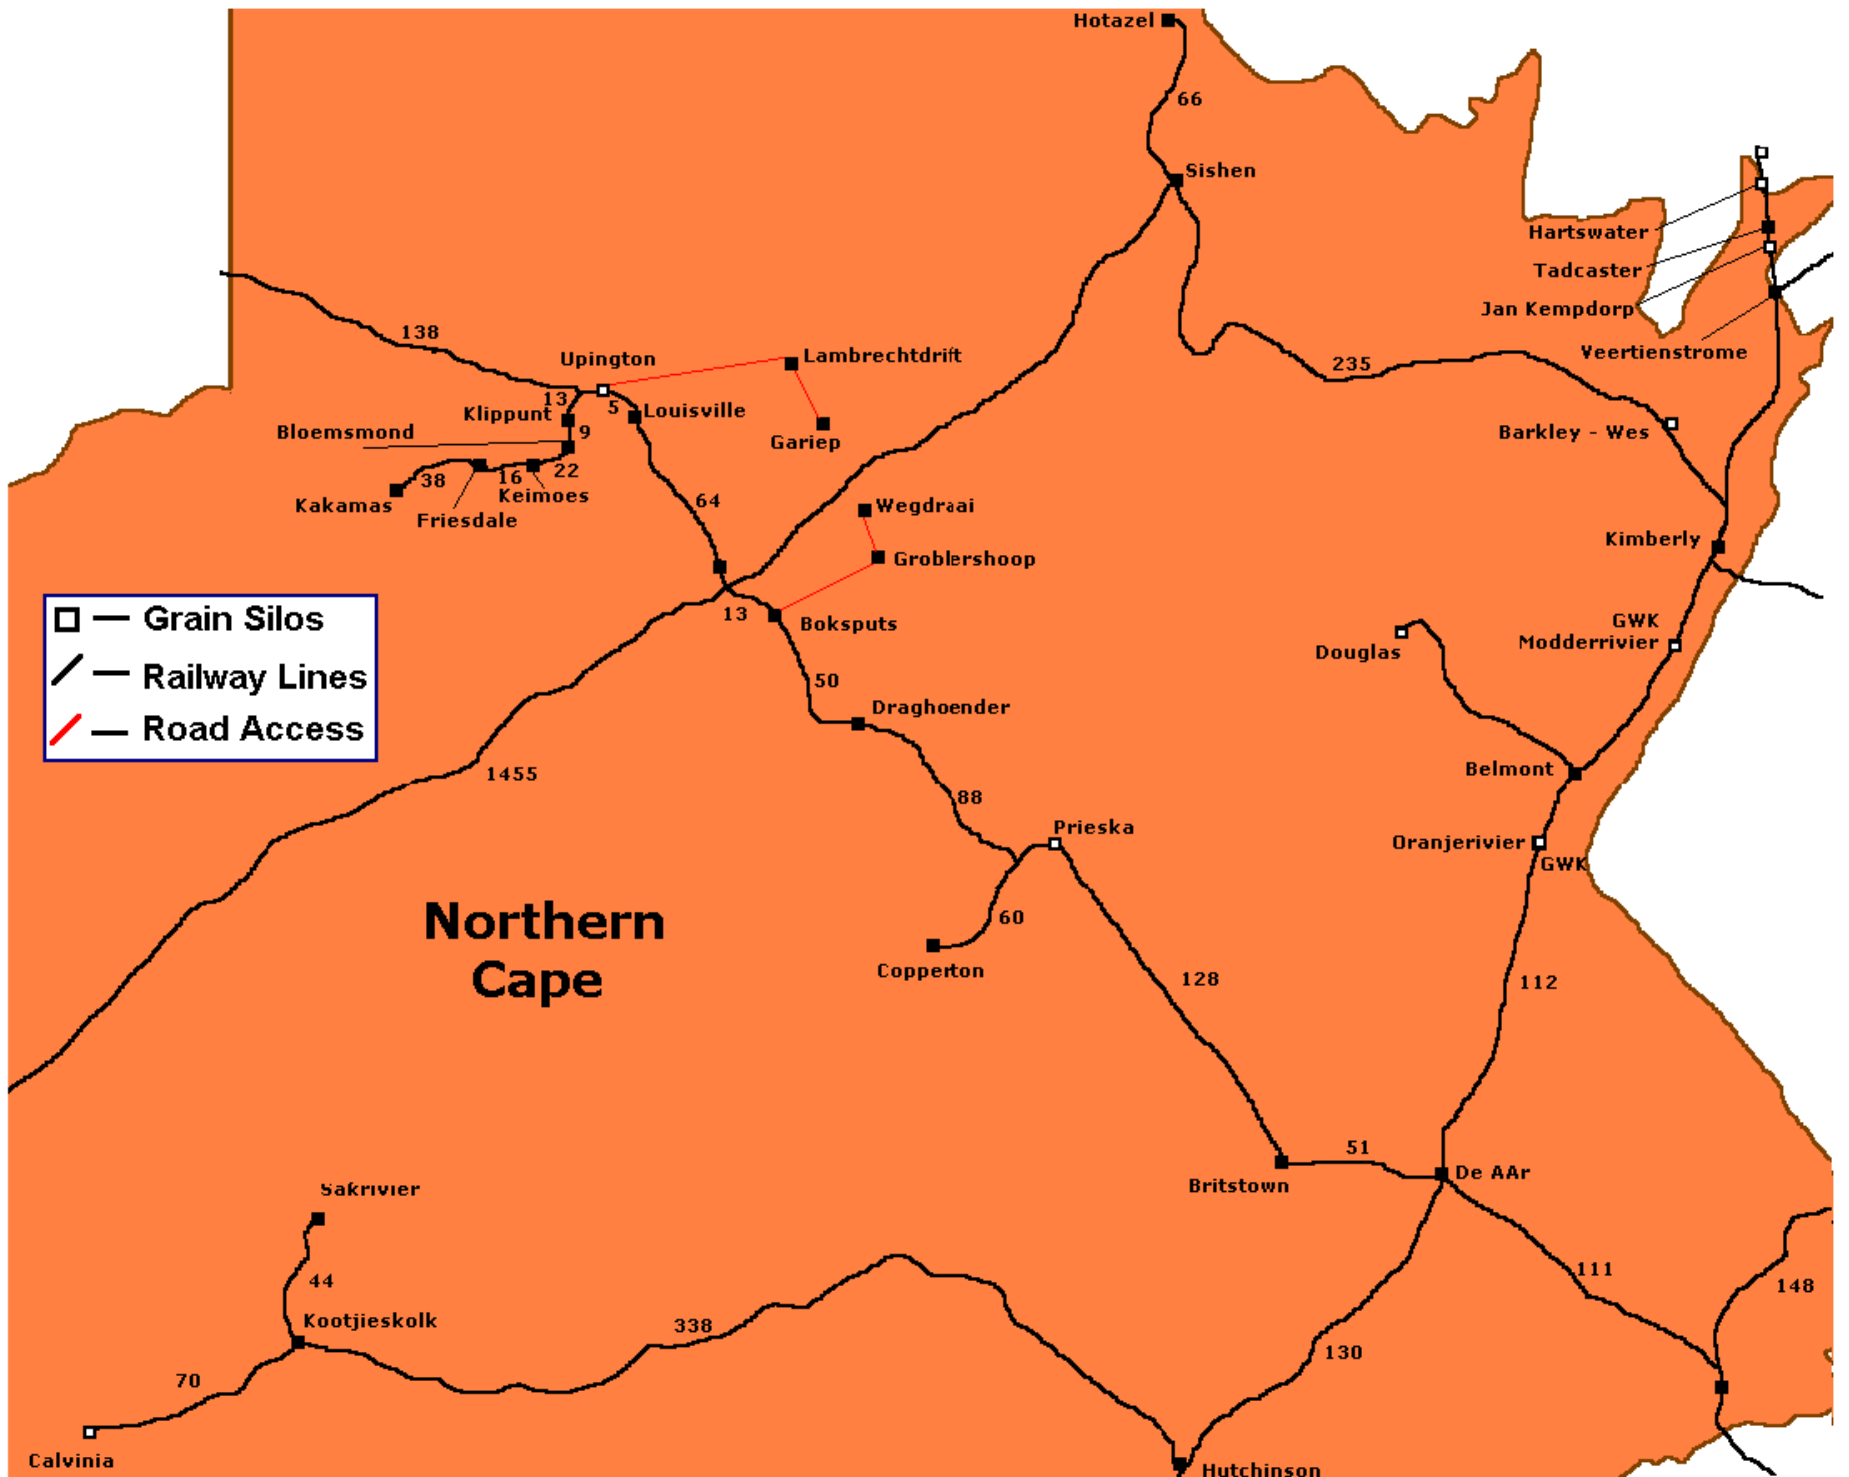 Hotazel
66
Sishen
Hartswater
Tadcaster
Jan Kempdorp
Veertienstrome
138
Upington
Lambrechtdrift
235
13
5
Klippunt
Louisville
Bloemsmond
9
Gariep
Barkley - Wes
38
16
22
Keimoes
Kakamas
Friesdale
64
Wegdraai
Kimberly
Groblershoop
13
Boksputs
GWK
Modderrivier
Douglas
Grain Silos
Railway Lines
Road Access
50
Draghoender
1455
88
Belmont
Prieska
Oranjerivier
GWK
60
Northern
Cape
Copperton
128
112
51
De AAr
Britstown
Sakrivier
44
111
148
Kootjieskolk
338
130
70
Calvinia
Hutchinson